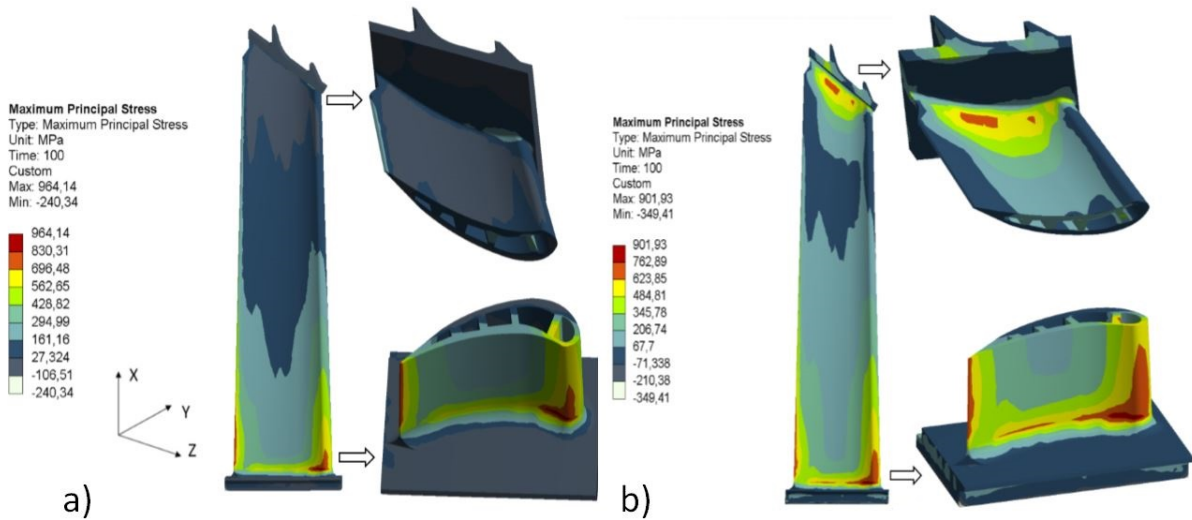 Maximum Principal Stress
Type: Maximum Principal Stress
Unit: MPa
Time: 100
Custom
Max: 964,14
Min: -240,34
964,14
830,31
696,48
562,65
428,82
294,99
161,16
27,324
-106,51
-240,34
X
Y
Z
a)
Maximum Principal Stress
Type: Maximum Principal Stress
Unit: MPa
Time: 100
Custom
Max: 901,93
Min: -349,41
901,93
762,89
623,85
484,81
345,78
206,74
67,7
-71,338
-210,38
-349,41
b)